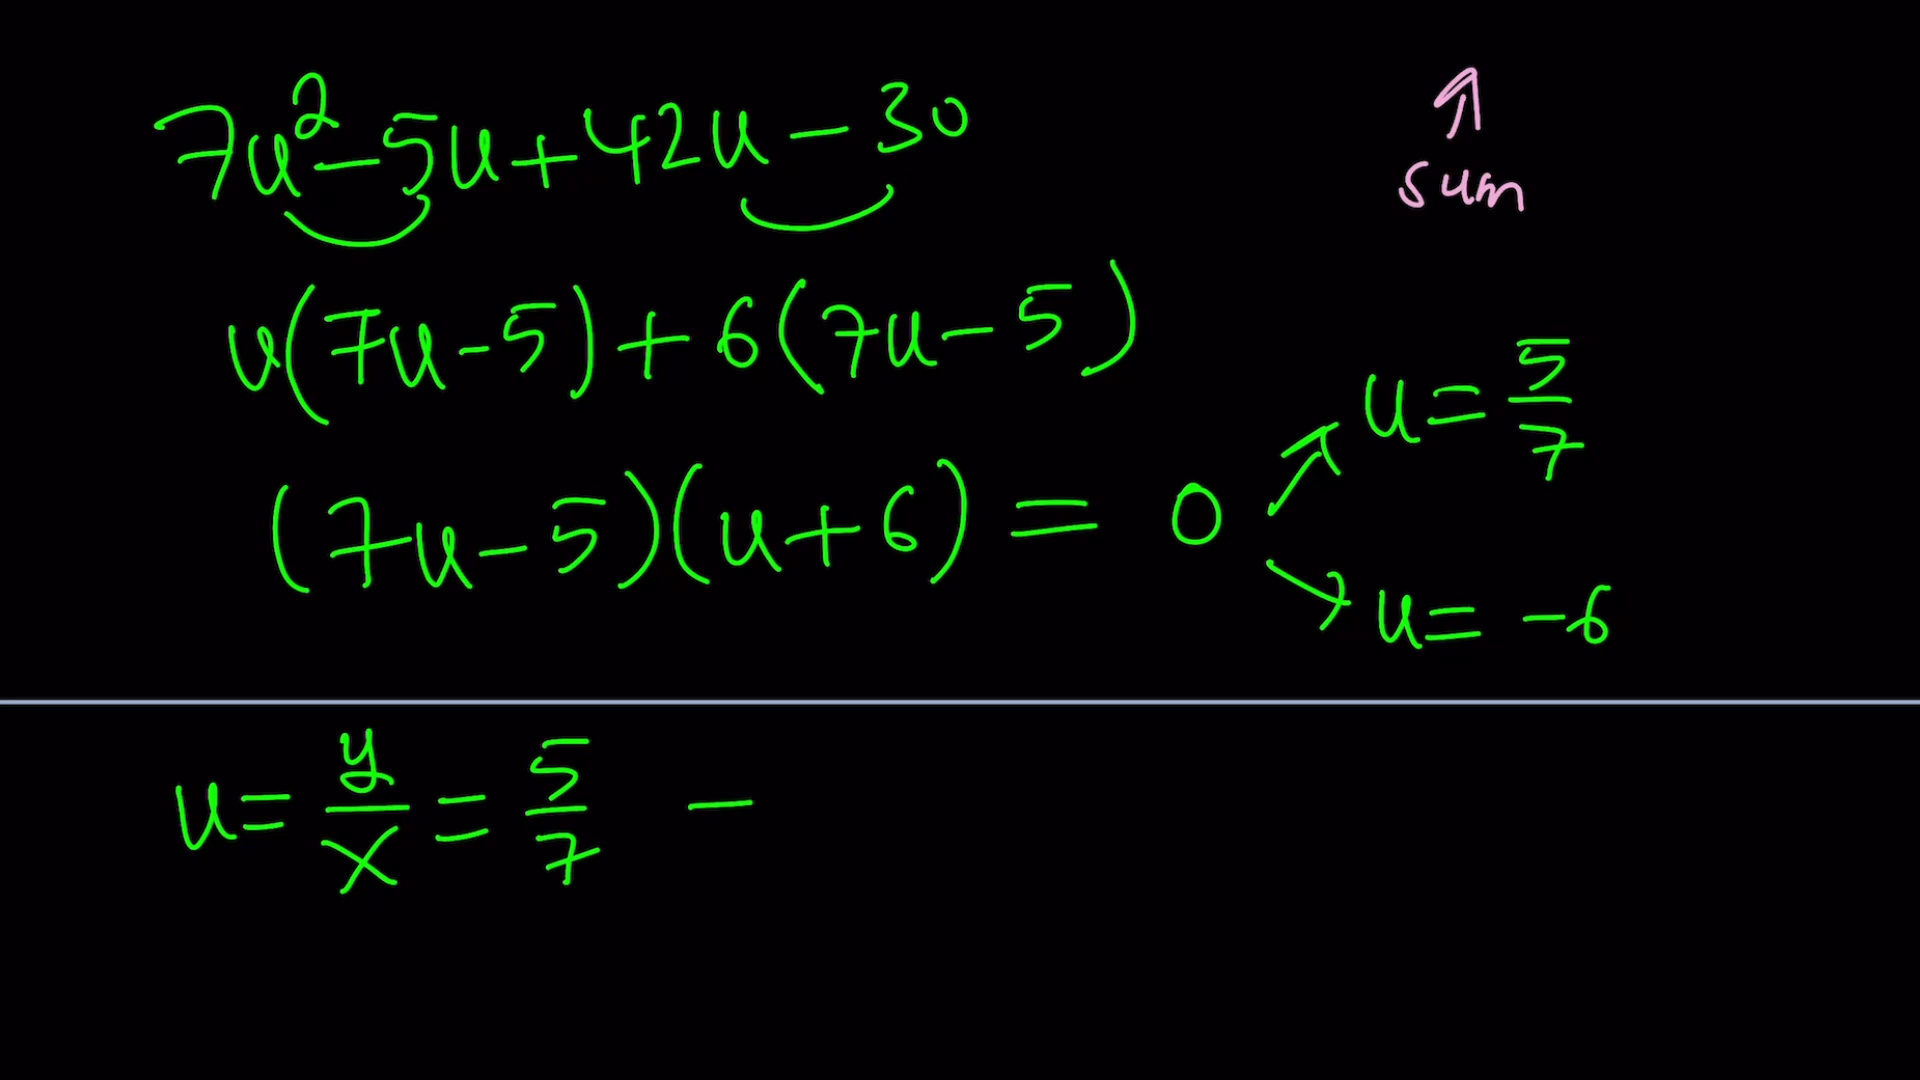 7u² - 5u + 42u - 30
sum
u(7u - 5) + 6(7u - 5)
(7u - 5)(u + 6) = 0
u = 5/7
u = -6
u = y/x = 5/7 -